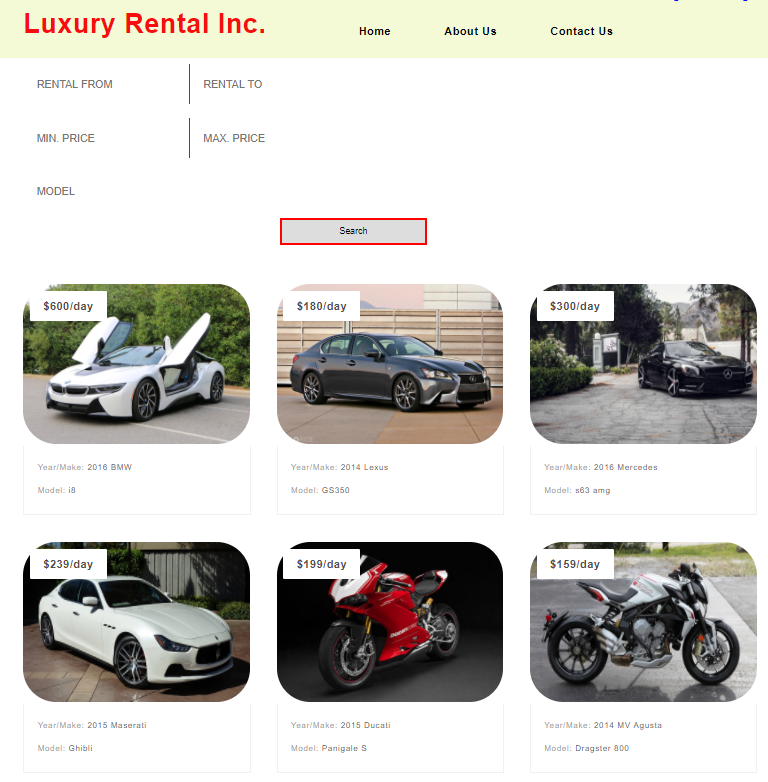 Luxury Rental Inc.
Home About Us Contact Us
RENTAL FROM RENTAL TO
MIN. PRICE MAX. PRICE
MODEL
Search
$600/day $180/day $300/day
Year/Make: 2016 BMW Year/Make: 2014 Lexus Year/Make: 2016 Mercedes
Model: i8 Model: GS350 Model: s63 amg
$239/day $199/day $159/day
Year/Make: 2015 Maserati Year/Make: 2015 Ducati Year/Make: 2014 MV Agusta
Model: Ghibli Model: Panigale S Model: Dragster 800